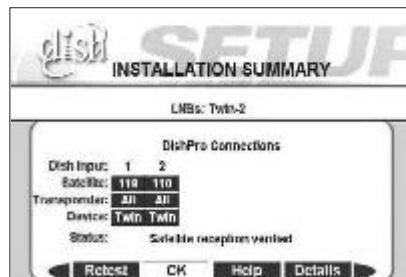 dish
SETUP
INSTALLATION SUMMARY
LNBs: Twin-2
DishPro Connections
Dish Input: 1 2
Satellite: 119 110
Transponder: All All
Device: Twin Twin
Status: Satellite reception verified
Retest OK Help Details